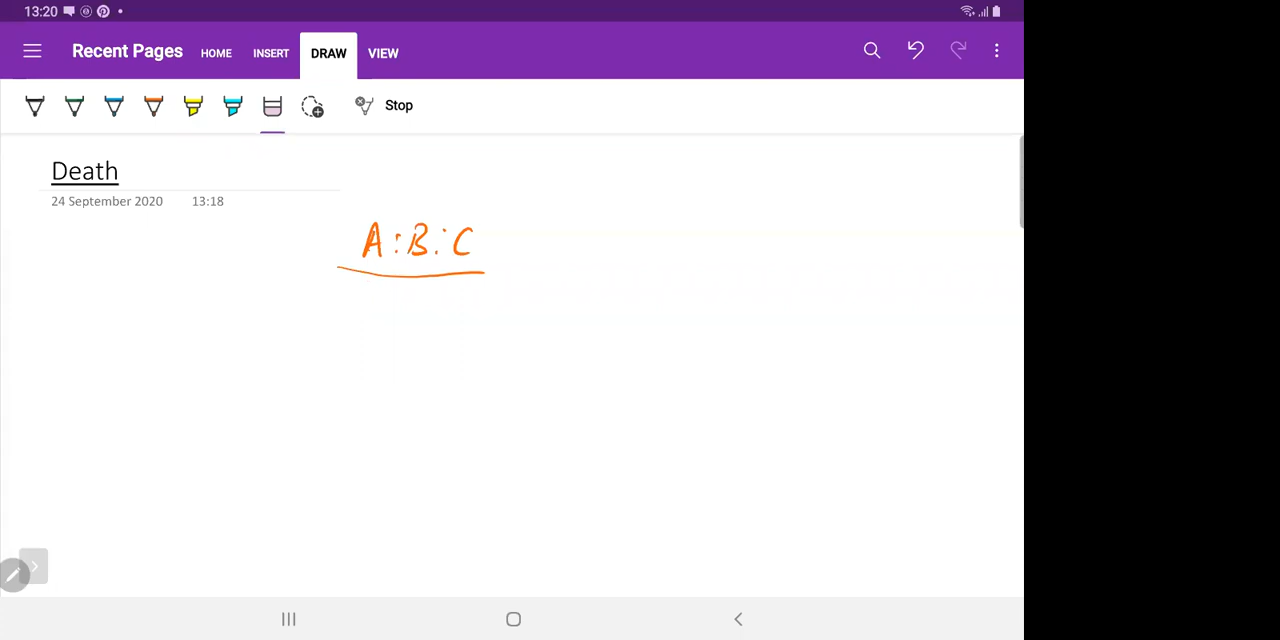 13:20
Recent Pages HOME INSERT DRAW VIEW
Stop
Death
24 September 2020 13:18
A:B:C